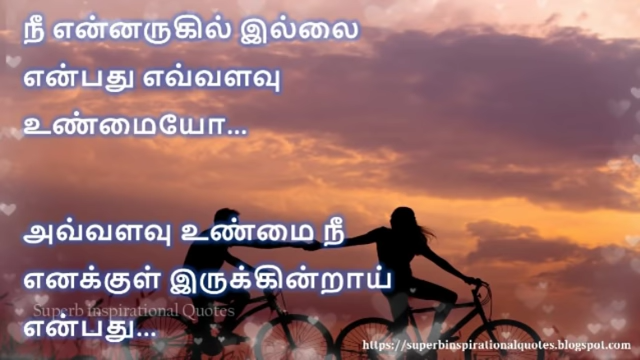 நீ என்னருகில் இல்லை
என்பது எவ்வளவு
உண்மையோ...
அவ்வளவு உண்மை நீ
எனக்குள் இருக்கின்றாய்
Superb inspirational Quotes
என்பது...
https://superbinspirationalquotes.blogspot.com